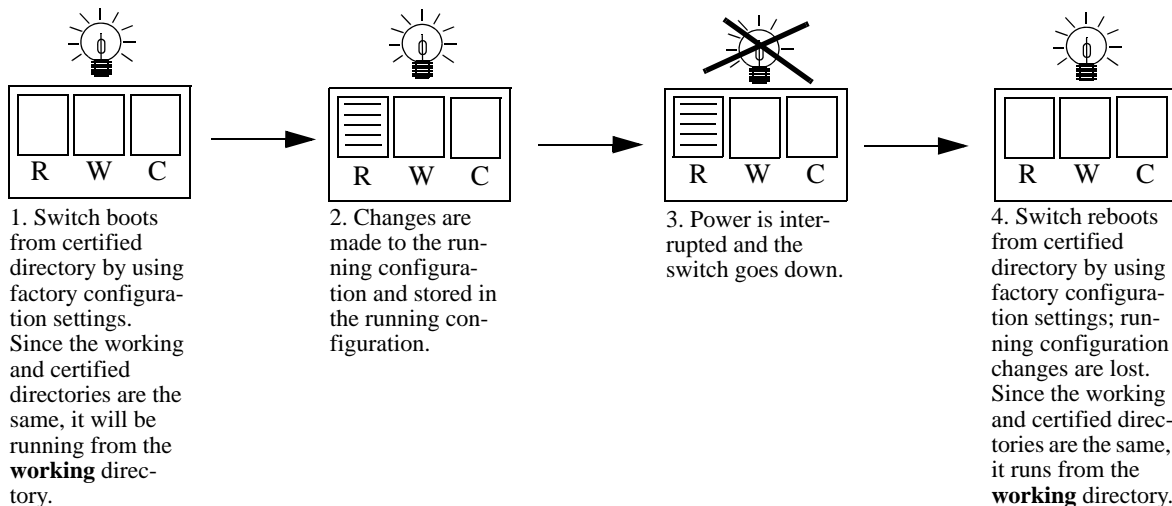 R W C
1. Switch boots
from certified
directory by using
factory configura-
tion settings.
Since the working
and certified
directories are the
same, it will be
running from the
working direc-
tory.
R W C
2. Changes are
made to the run-
ning configura-
tion and stored in
the running con-
figuration.
R W C
3. Power is inter-
rupted and the
switch goes down.
R W C
4. Switch reboots
from certified
directory by using
factory configura-
tion settings; run-
ning configuration
changes are lost.
Since the working
and certified direc-
tories are the same,
it runs from the
working directory.